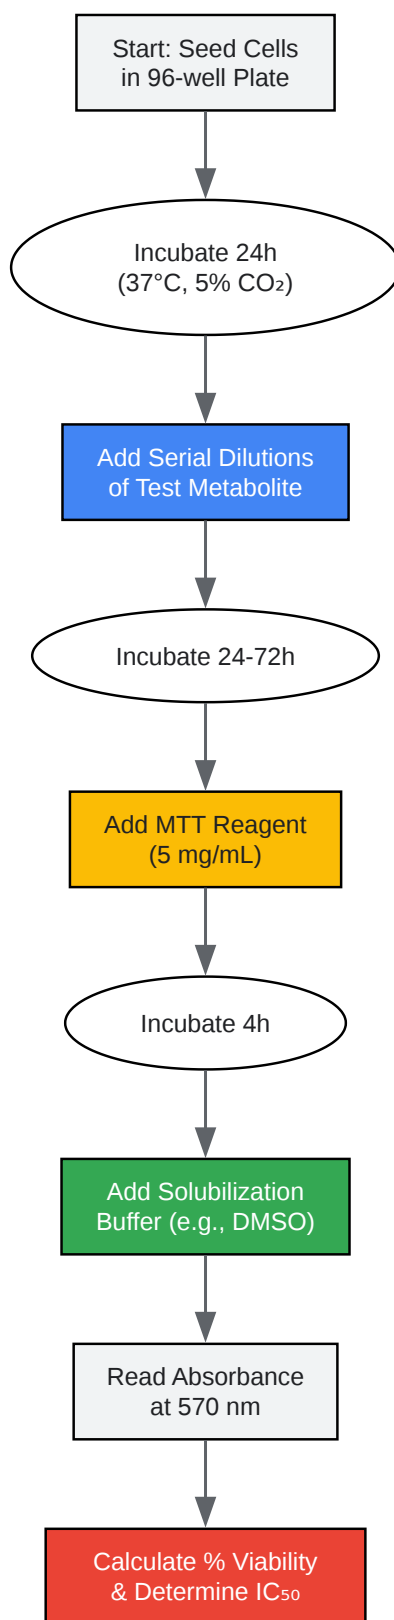 Start: Seed Cells
in 96-well Plate
Incubate 24h
(37°C, 5% CO₂)
Add Serial Dilutions
of Test Metabolite
Incubate 24-72h
Add MTT Reagent
(5 mg/mL)
Incubate 4h
Add Solubilization
Buffer (e.g., DMSO)
Read Absorbance
at 570 nm
Calculate % Viability
& Determine IC₅₀